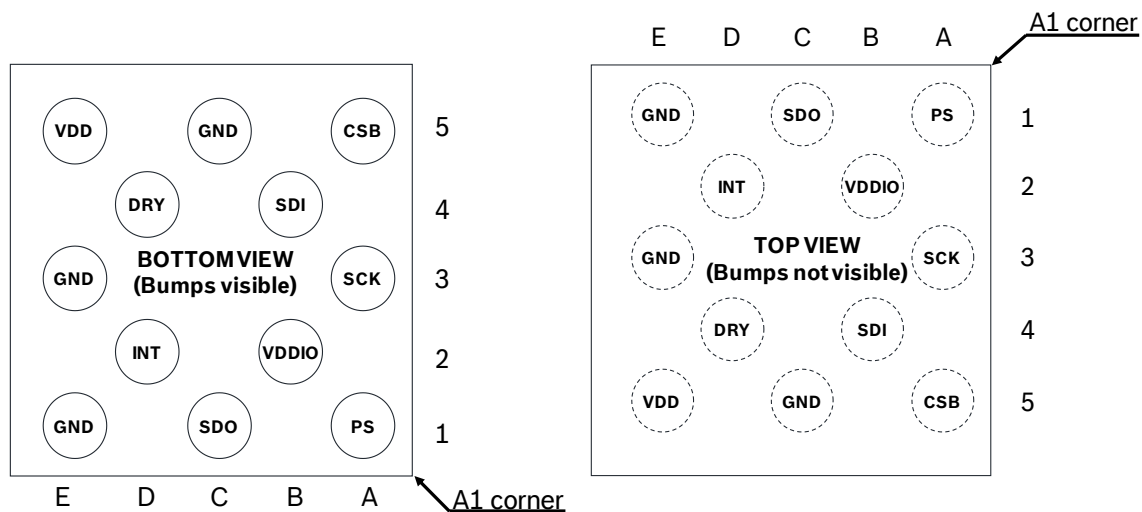 VDD GND CSB 5
DRY SDI 4
BOTTOM VIEW
(Bumps visible)
GND SCK 3
INT VDDIO 2
GND SDO PS 1
E D C B A
A1 corner
A1 corner
E D C B A
GND SDO PS 1
INT VDDIO 2
TOP VIEW
(Bumps not visible)
GND SCK 3
DRY SDI 4
VDD GND CSB 5